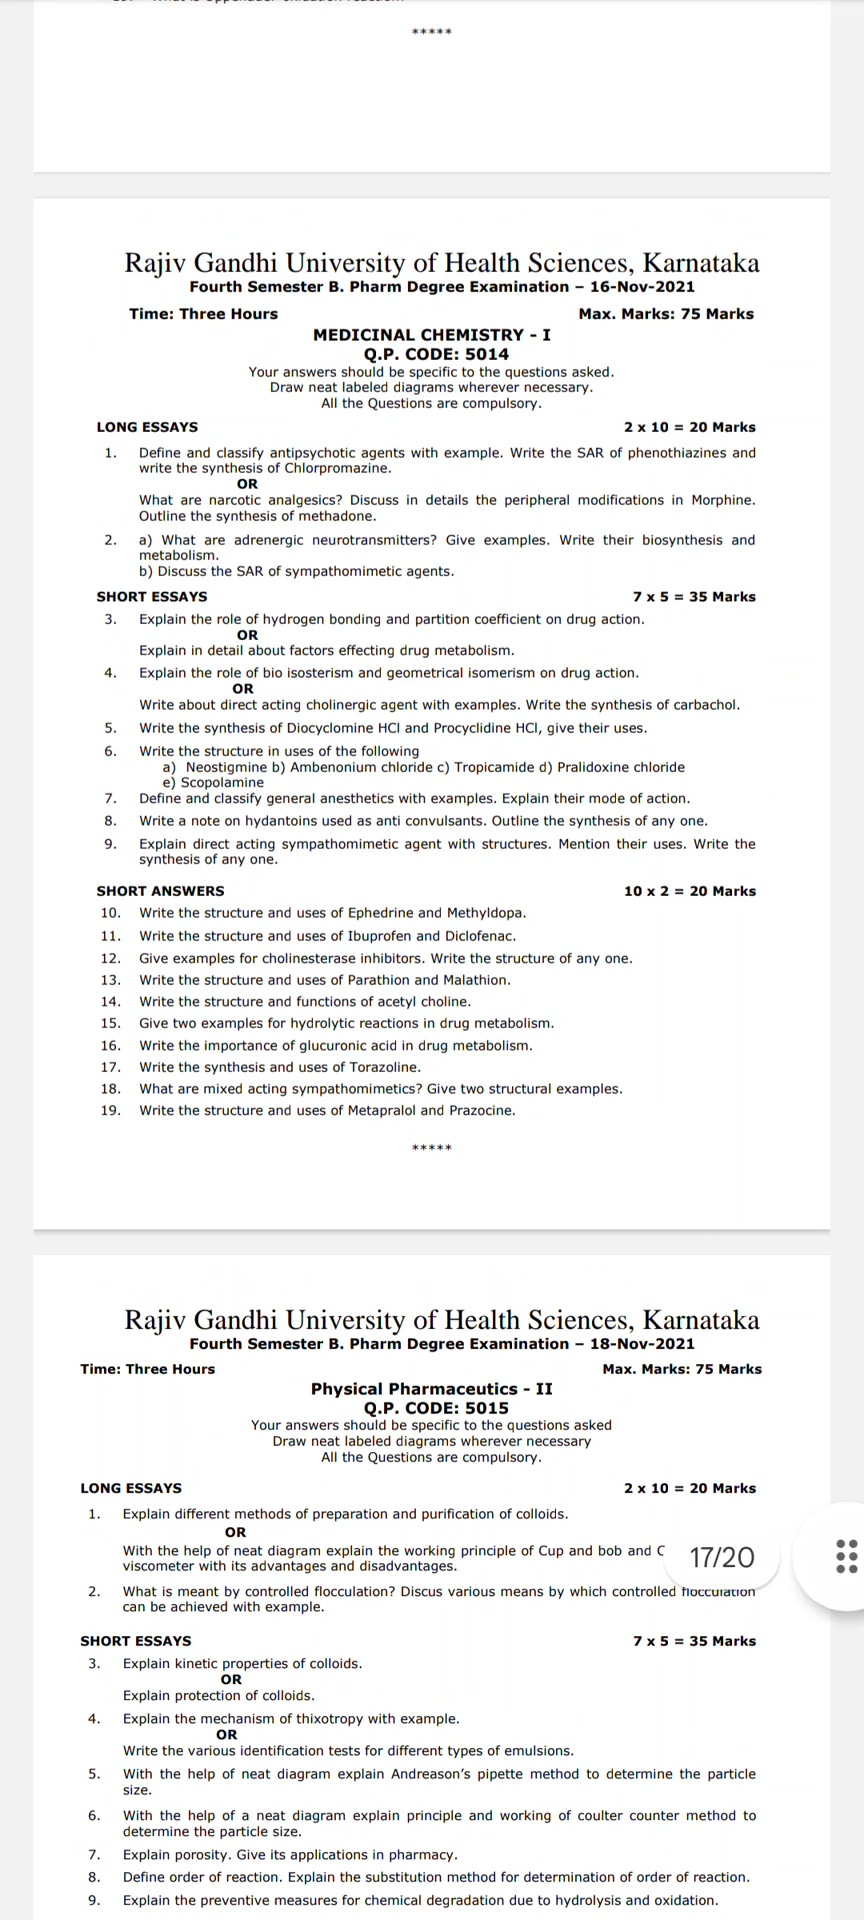 *****
Rajiv Gandhi University of Health Sciences, Karnataka
Fourth Semester B. Pharm Degree Examination – 16-Nov-2021
Time: Three Hours Max. Marks: 75 Marks
MEDICINAL CHEMISTRY - I
Q.P. CODE: 5014
Your answers should be specific to the questions asked.
Draw neat labeled diagrams wherever necessary.
All the Questions are compulsory.
LONG ESSAYS 2 x 10 = 20 Marks
1. Define and classify antipsychotic agents with example. Write the SAR of phenothiazines and
write the synthesis of Chlorpromazine.
OR
What are narcotic analgesics? Discuss in details the peripheral modifications in Morphine.
Outline the synthesis of methadone.
2. a) What are adrenergic neurotransmitters? Give examples. Write their biosynthesis and
metabolism.
b) Discuss the SAR of sympathomimetic agents.
SHORT ESSAYS 7 x 5 = 35 Marks
3. Explain the role of hydrogen bonding and partition coefficient on drug action.
OR
Explain in detail about factors effecting drug metabolism.
4. Explain the role of bio isosterism and geometrical isomerism on drug action.
OR
Write about direct acting cholinergic agent with examples. Write the synthesis of carbachol.
5. Write the synthesis of Diocyclomine HCl and Procyclidine HCl, give their uses.
6. Write the structure in uses of the following
a) Neostigmine b) Ambenonium chloride c) Tropicamide d) Pralidoxine chloride
e) Scopolamine
7. Define and classify general anesthetics with examples. Explain their mode of action.
8. Write a note on hydantoins used as anti convulsants. Outline the synthesis of any one.
9. Explain direct acting sympathomimetic agent with structures. Mention their uses. Write the
synthesis of any one.
SHORT ANSWERS 10 x 2 = 20 Marks
10. Write the structure and uses of Ephedrine and Methyldopa.
11. Write the structure and uses of Ibuprofen and Diclofenac.
12. Give examples for cholinesterase inhibitors. Write the structure of any one.
13. Write the structure and uses of Parathion and Malathion.
14. Write the structure and functions of acetyl choline.
15. Give two examples for hydrolytic reactions in drug metabolism.
16. Write the importance of glucuronic acid in drug metabolism.
17. Write the synthesis and uses of Torazoline.
18. What are mixed acting sympathomimetics? Give two structural examples.
19. Write the structure and uses of Metapralol and Prazocine.
*****
Rajiv Gandhi University of Health Sciences, Karnataka
Fourth Semester B. Pharm Degree Examination – 18-Nov-2021
Time: Three Hours Max. Marks: 75 Marks
Physical Pharmaceutics - II
Q.P. CODE: 5015
Your answers should be specific to the questions asked
Draw neat labeled diagrams wherever necessary
All the Questions are compulsory.
LONG ESSAYS 2 x 10 = 20 Marks
1. Explain different methods of preparation and purification of colloids.
OR
With the help of neat diagram explain the working principle of Cup and bob and
17/20
viscometer with its advantages and disadvantages.
2. What is meant by controlled flocculation? Discus various means by which controlled flocculation
can be achieved with example.
SHORT ESSAYS 7 x 5 = 35 Marks
3. Explain kinetic properties of colloids.
OR
Explain protection of colloids.
4. Explain the mechanism of thixotropy with example.
OR
Write the various identification tests for different types of emulsions.
5. With the help of neat diagram explain Andreason's pipette method to determine the particle
size.
6. With the help of a neat diagram explain principle and working of coulter counter method to
determine the particle size.
7. Explain porosity. Give its applications in pharmacy.
8. Define order of reaction. Explain the substitution method for determination of order of reaction.
9. Explain the preventive measures for chemical degradation due to hydrolysis and oxidation.